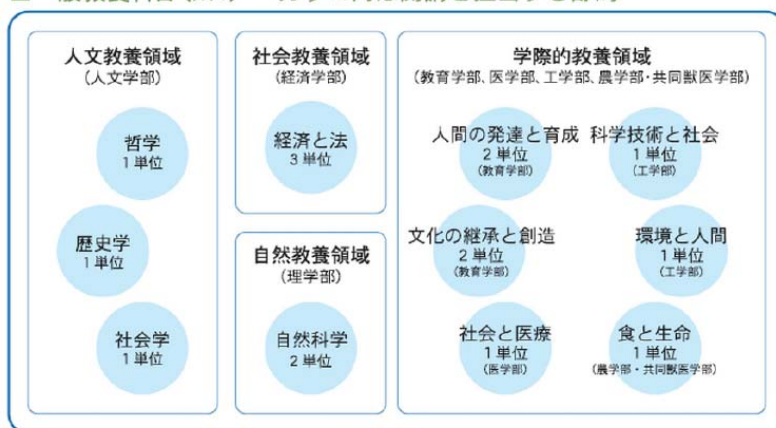 人文教養領域
(人文学部)
哲学
1単位
歴史学
1単位
社会学
1単位
社会教養領域
(経済学部)
経済と法
3単位
自然教養領域
(理学部)
自然科学
2単位
学際的教養領域
(教育学部、医学部、工学部、農学部・共同獣医学部)
人間の発達と育成
2単位
(教育学部)
科学技術と社会
1単位
(工学部)
文化の継承と創造
2単位
(教育学部)
環境と人間
1単位
(工学部)
社会と医療
1単位
(医学部)
食と生命
1単位
(農学部・共同獣医学部)